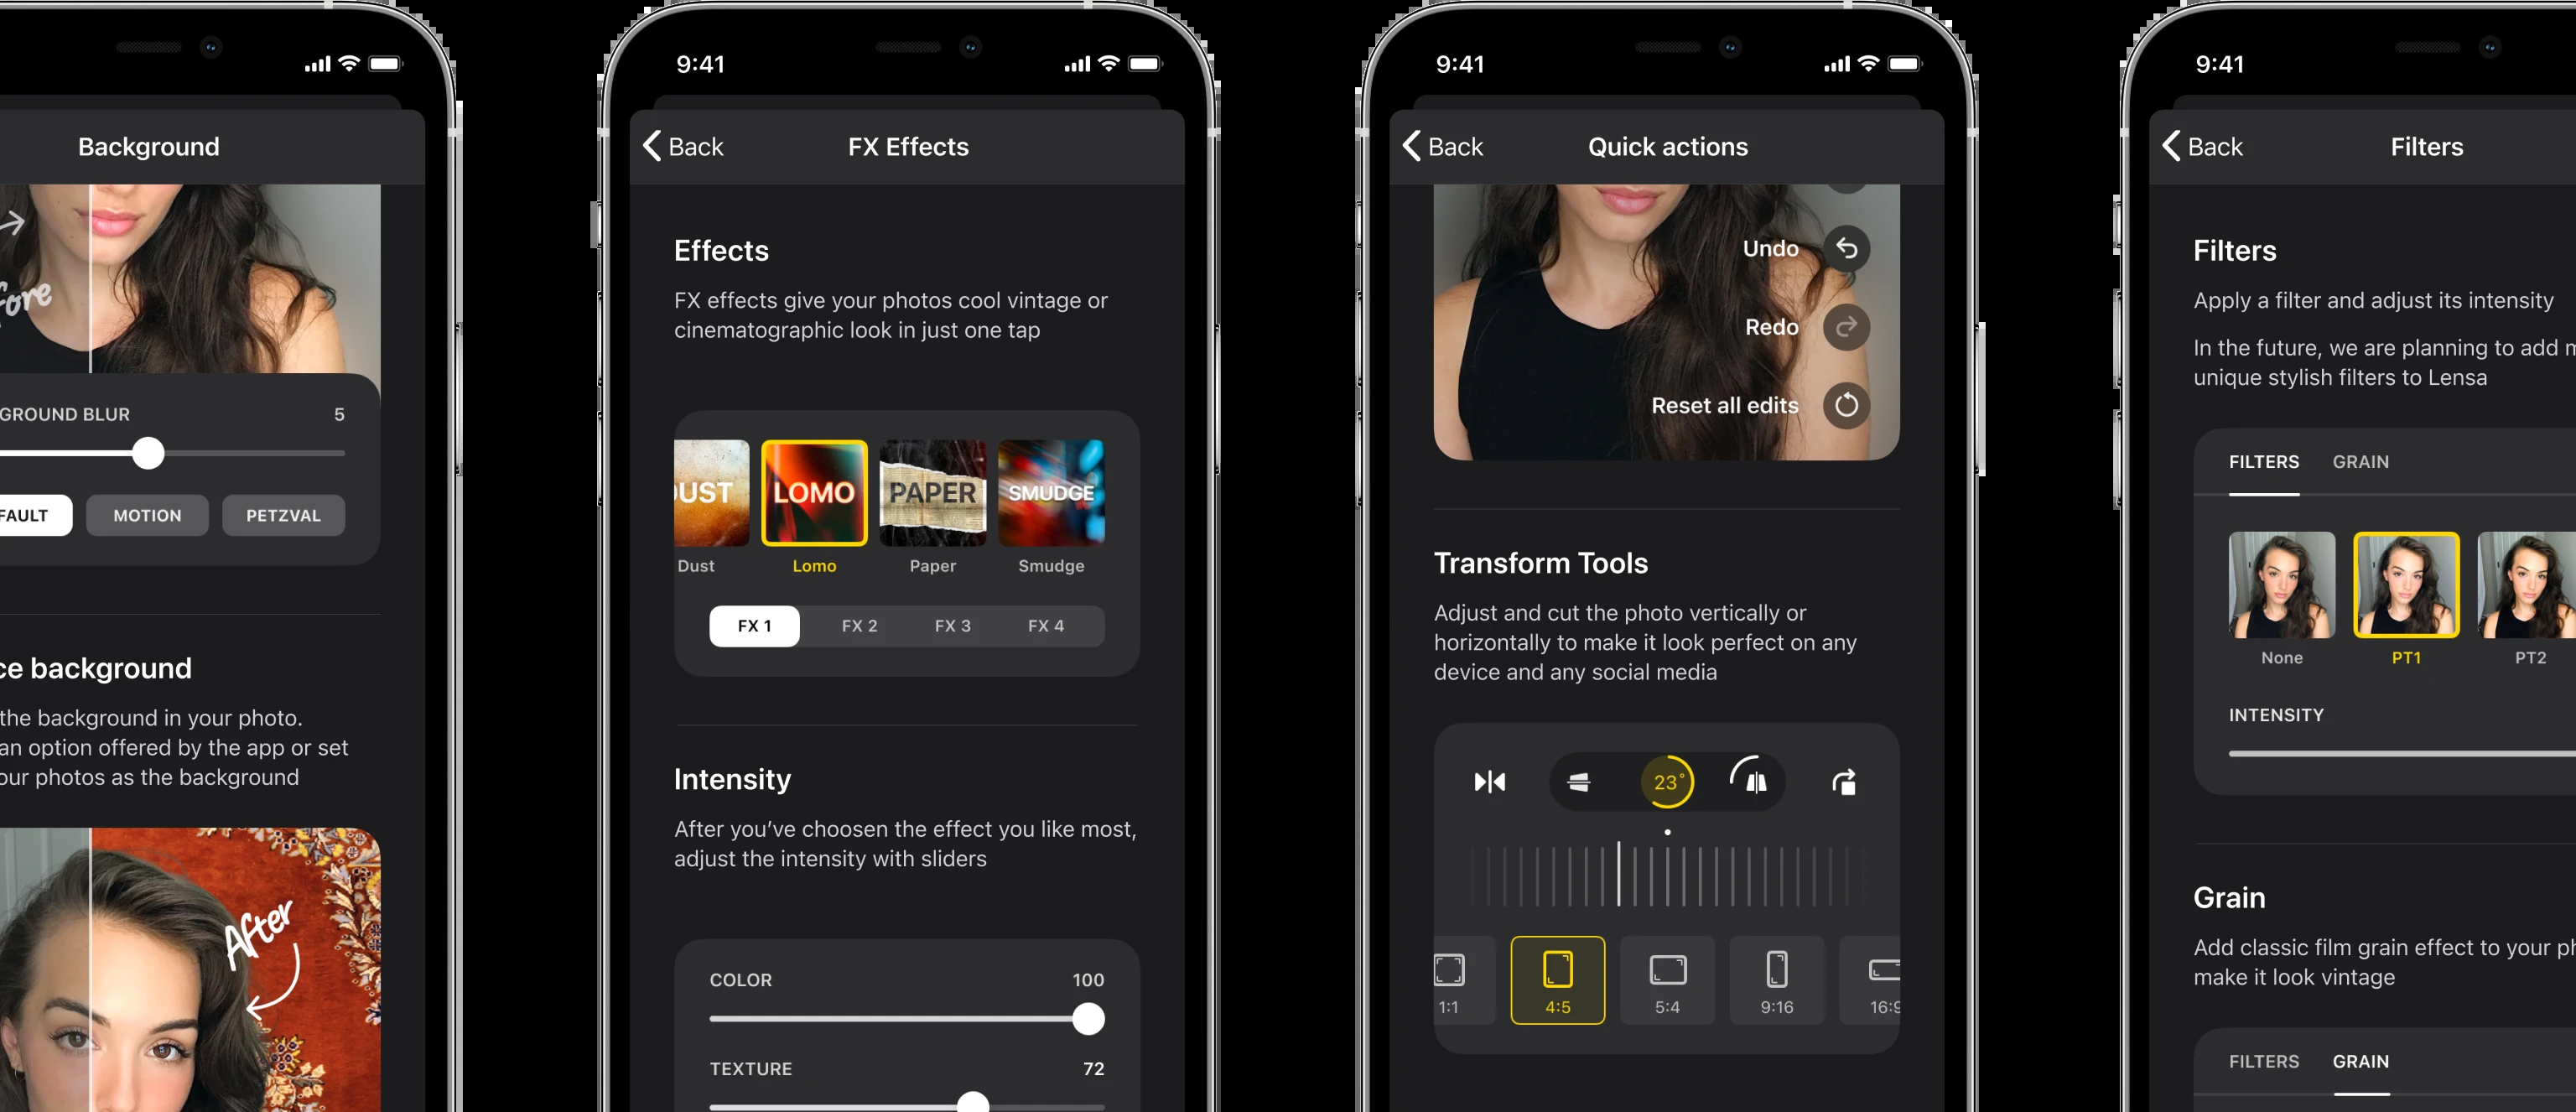 Background
fore
GROUND BLUR 5
FAULT MOTION PETZVAL
ce background
the background in your photo.
an option offered by the app or set
our photos as the background
After
9:41
Back FX Effects
Effects
FX effects give your photos cool vintage or
cinematographic look in just one tap
UST LOMO PAPER SMUDGE
Dust Lomo Paper Smudge
FX 1 FX 2 FX 3 FX 4
Intensity
After you’ve choosen the effect you like most,
adjust the intensity with sliders
COLOR 100
TEXTURE 72
9:41
Back Quick actions
Undo
Redo
Reset all edits
Transform Tools
Adjust and cut the photo vertically or
horizontally to make it look perfect on any
device and any social media
23°
1:1 4:5 5:4 9:16 16:9
9:41
Back Filters
Filters
Apply a filter and adjust its intensity
In the future, we are planning to add m
unique stylish filters to Lensa
FILTERS GRAIN
None PT1 PT2
INTENSITY
Grain
Add classic film grain effect to your ph
make it look vintage
FILTERS GRAIN